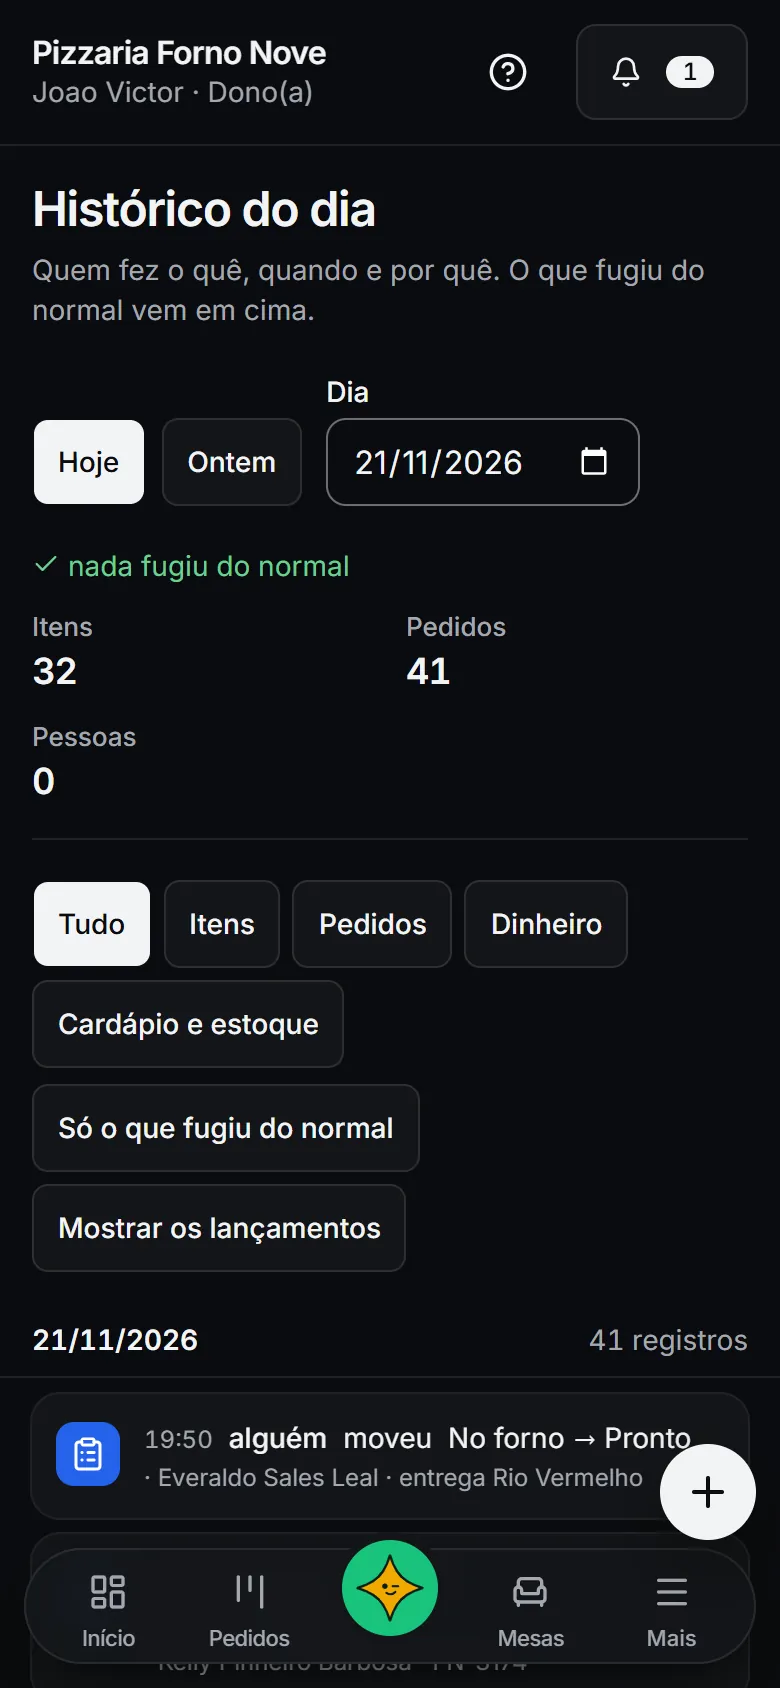 Pizzaria Forno Nove
Joao Victor · Dono(a)
1
Histórico do dia
Quem fez o quê, quando e por quê. O que fugiu do
normal vem em cima.
Dia
Hoje
Ontem
21/11/2026
nada fugiu do normal
Itens
Pedidos
32
41
Pessoas
0
Tudo
Itens
Pedidos
Dinheiro
Cardápio e estoque
Só o que fugiu do normal
Mostrar os lançamentos
21/11/2026
41 registros
19:50 alguém moveu No forno → Pronto
· Everaldo Sales Leal · entrega Rio Vermelho
Início
Pedidos
Mesas
Mais
Kelly Pinheiro Barbosa